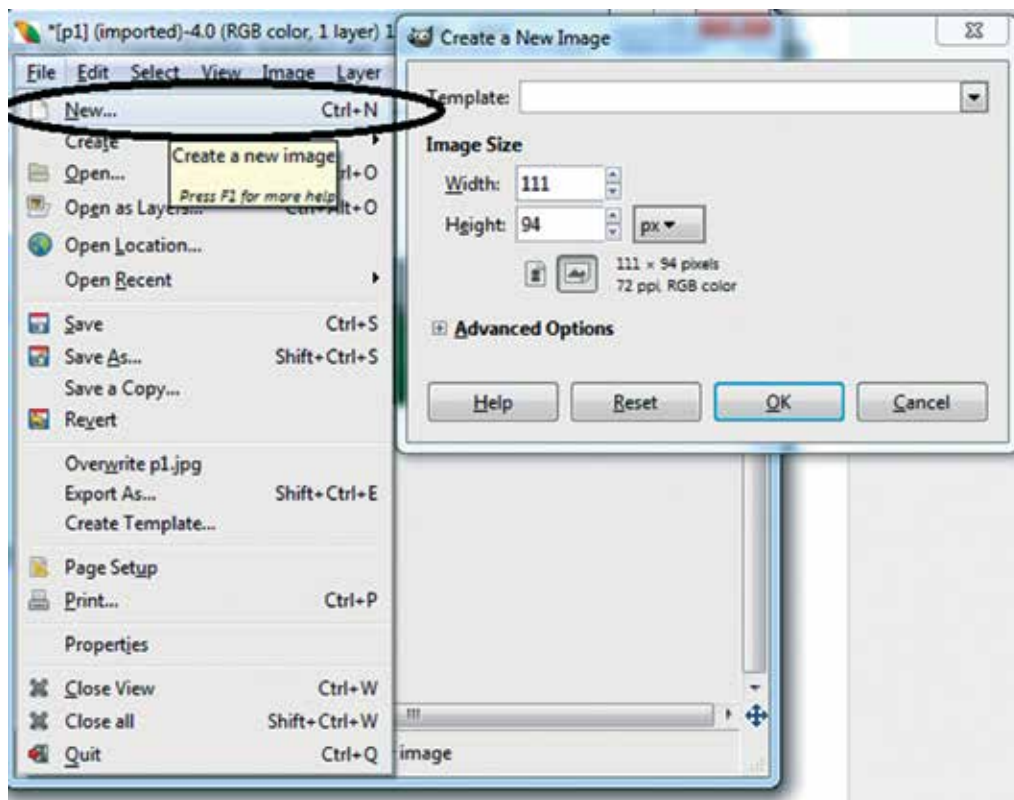 *[p1] (imported)-4.0 (RGB color, 1 layer) 1
File Edit Select View Image Layer
New... Ctrl+N
Create
Create a new image
Press F1 for more help
Open... rl+O
Open as Layers... Ctrl+Alt+O
Open Location...
Open Recent
Save Ctrl+S
Save As... Shift+Ctrl+S
Save a Copy...
Revert
Overwrite p1.jpg
Export As... Shift+Ctrl+E
Create Template...
Page Setup
Print... Ctrl+P
Properties
Close View Ctrl+W
Close all Shift+Ctrl+W
Quit Ctrl+Q
image
Create a New Image
Template:
Image Size
Width: 111
Height: 94 px
111 × 94 pixels
72 ppi, RGB color
Advanced Options
Help Reset OK Cancel